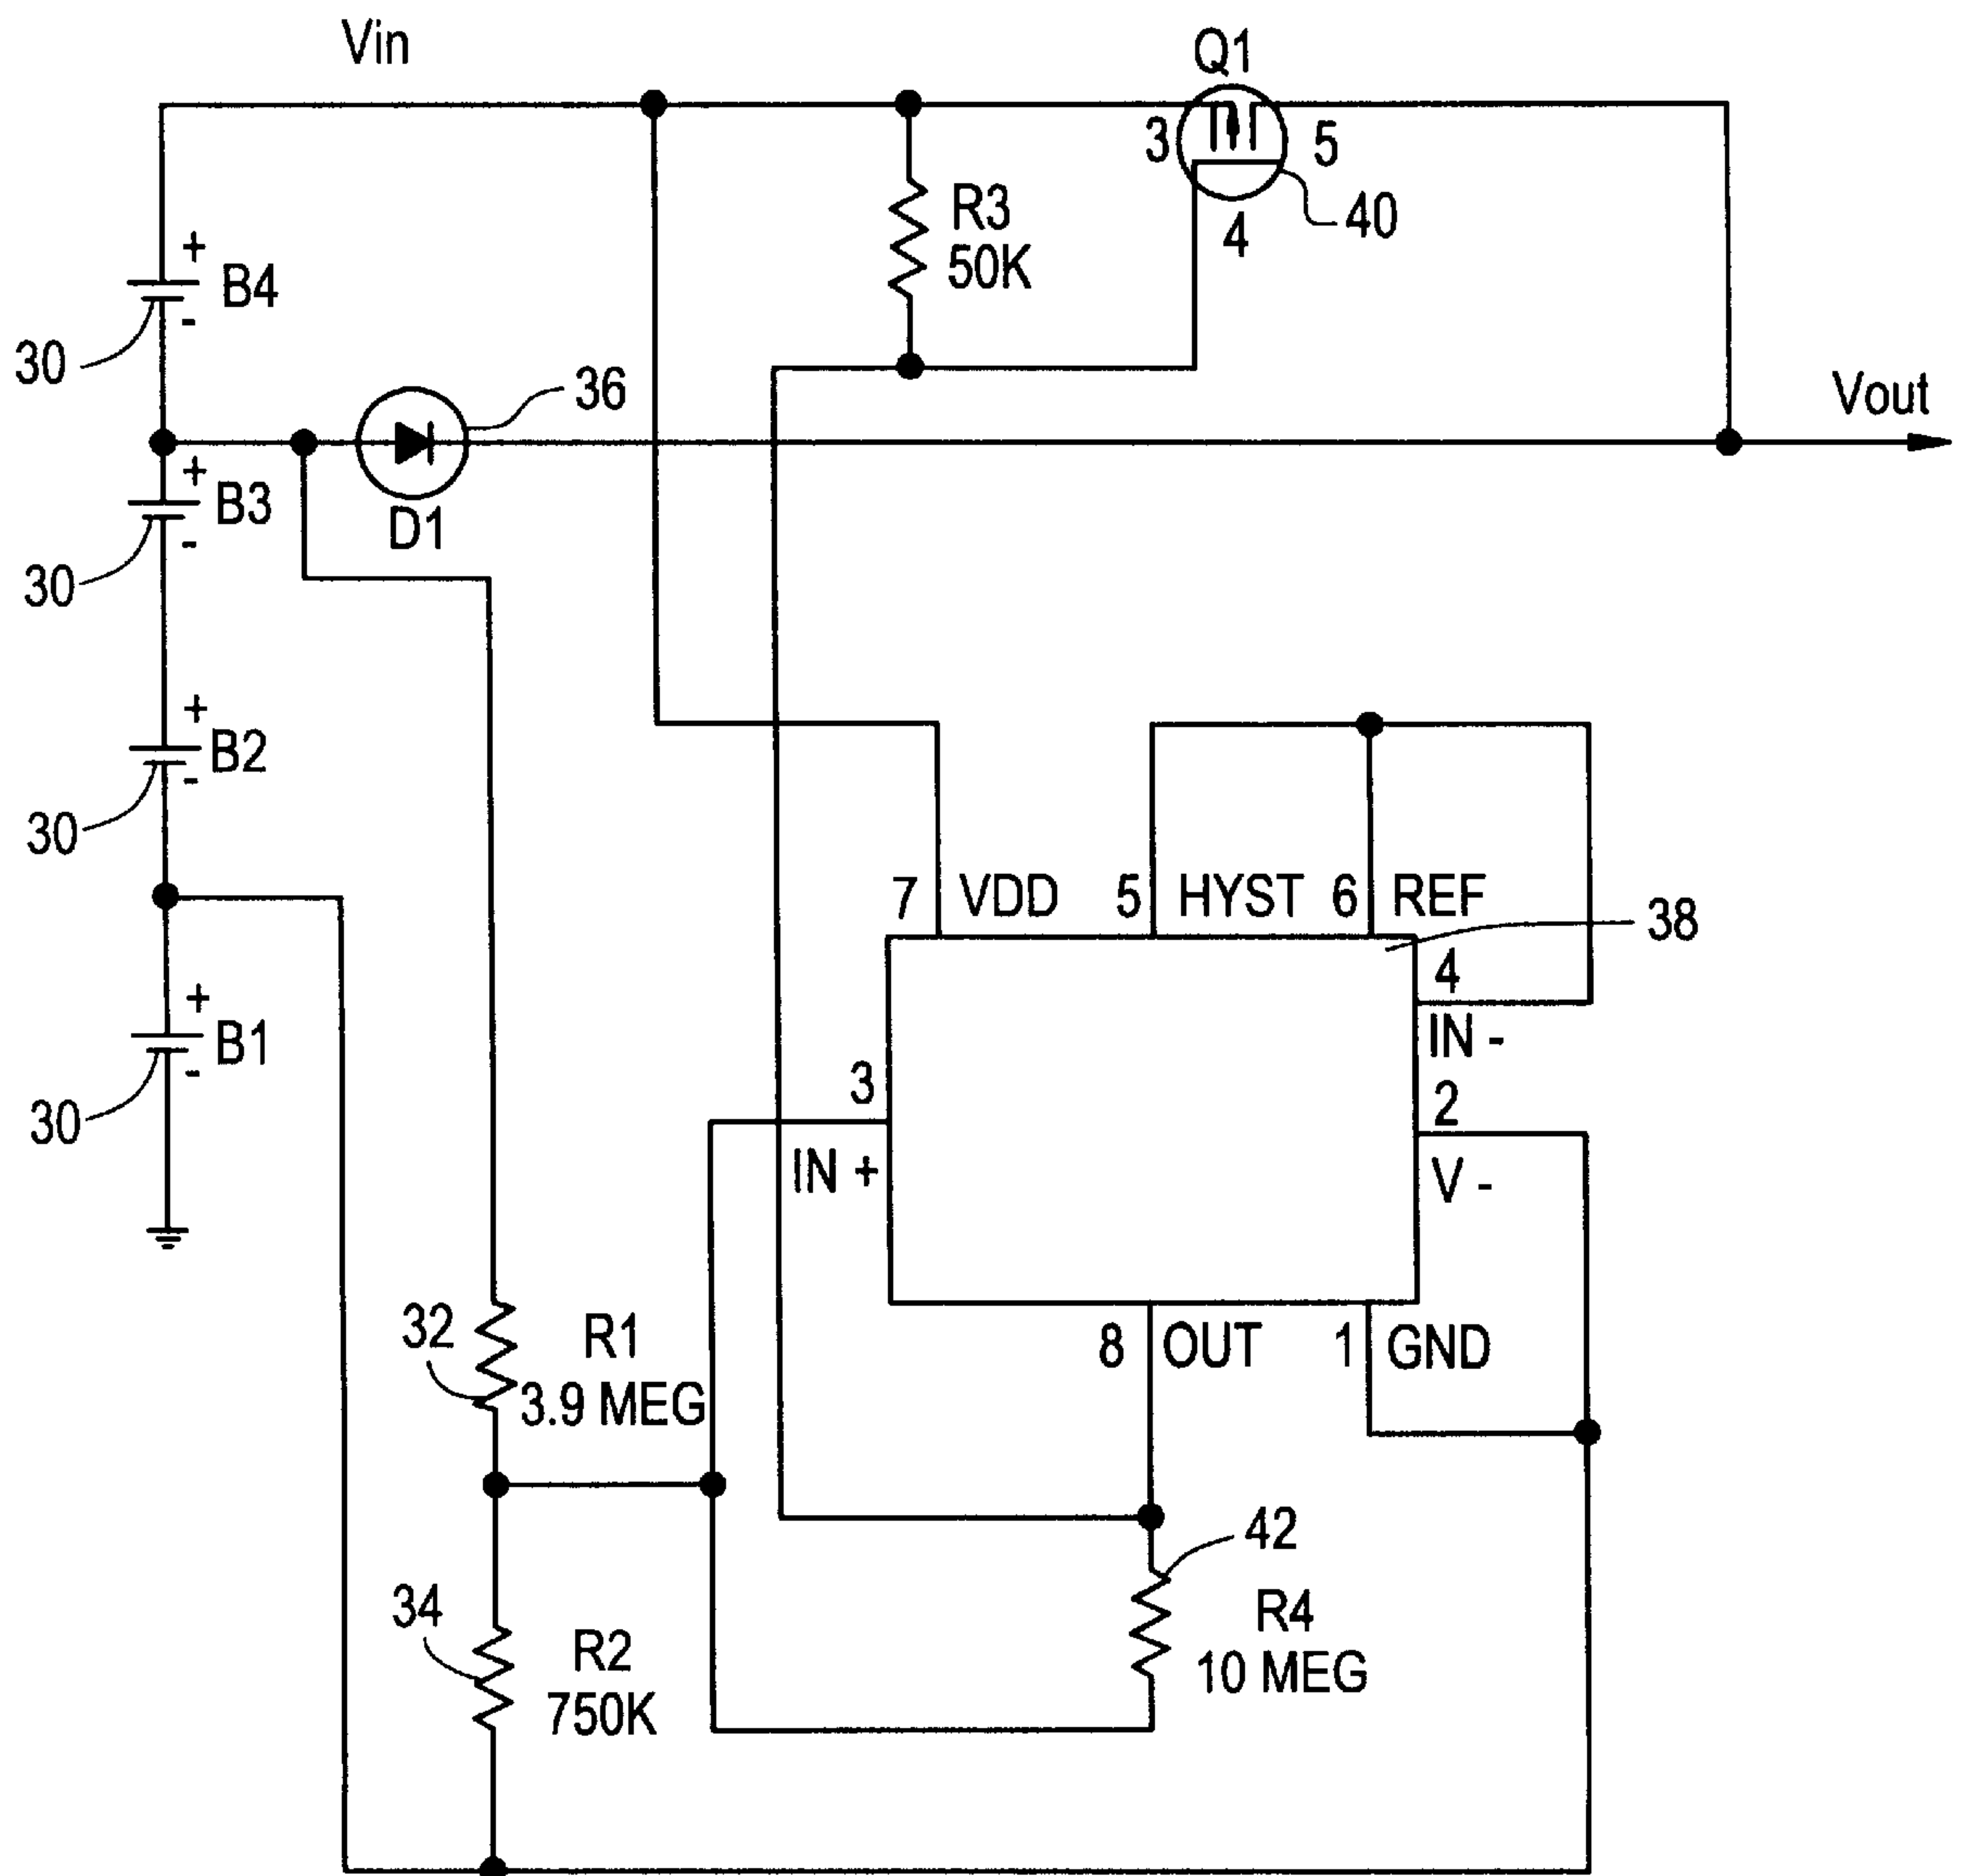 Vin
Q1
3
5
4
40
R3
50K
+
B4
-
30
36
Vout
+
B3
-
30
D1
+
B2
-
30
7 VDD 5 HYST 6 REF
38
4
IN -
+
B1
-
30
3
IN +
2
V -
32
R1
3.9 MEG
8 OUT 1 GND
42
34
R2
750K
R4
10 MEG